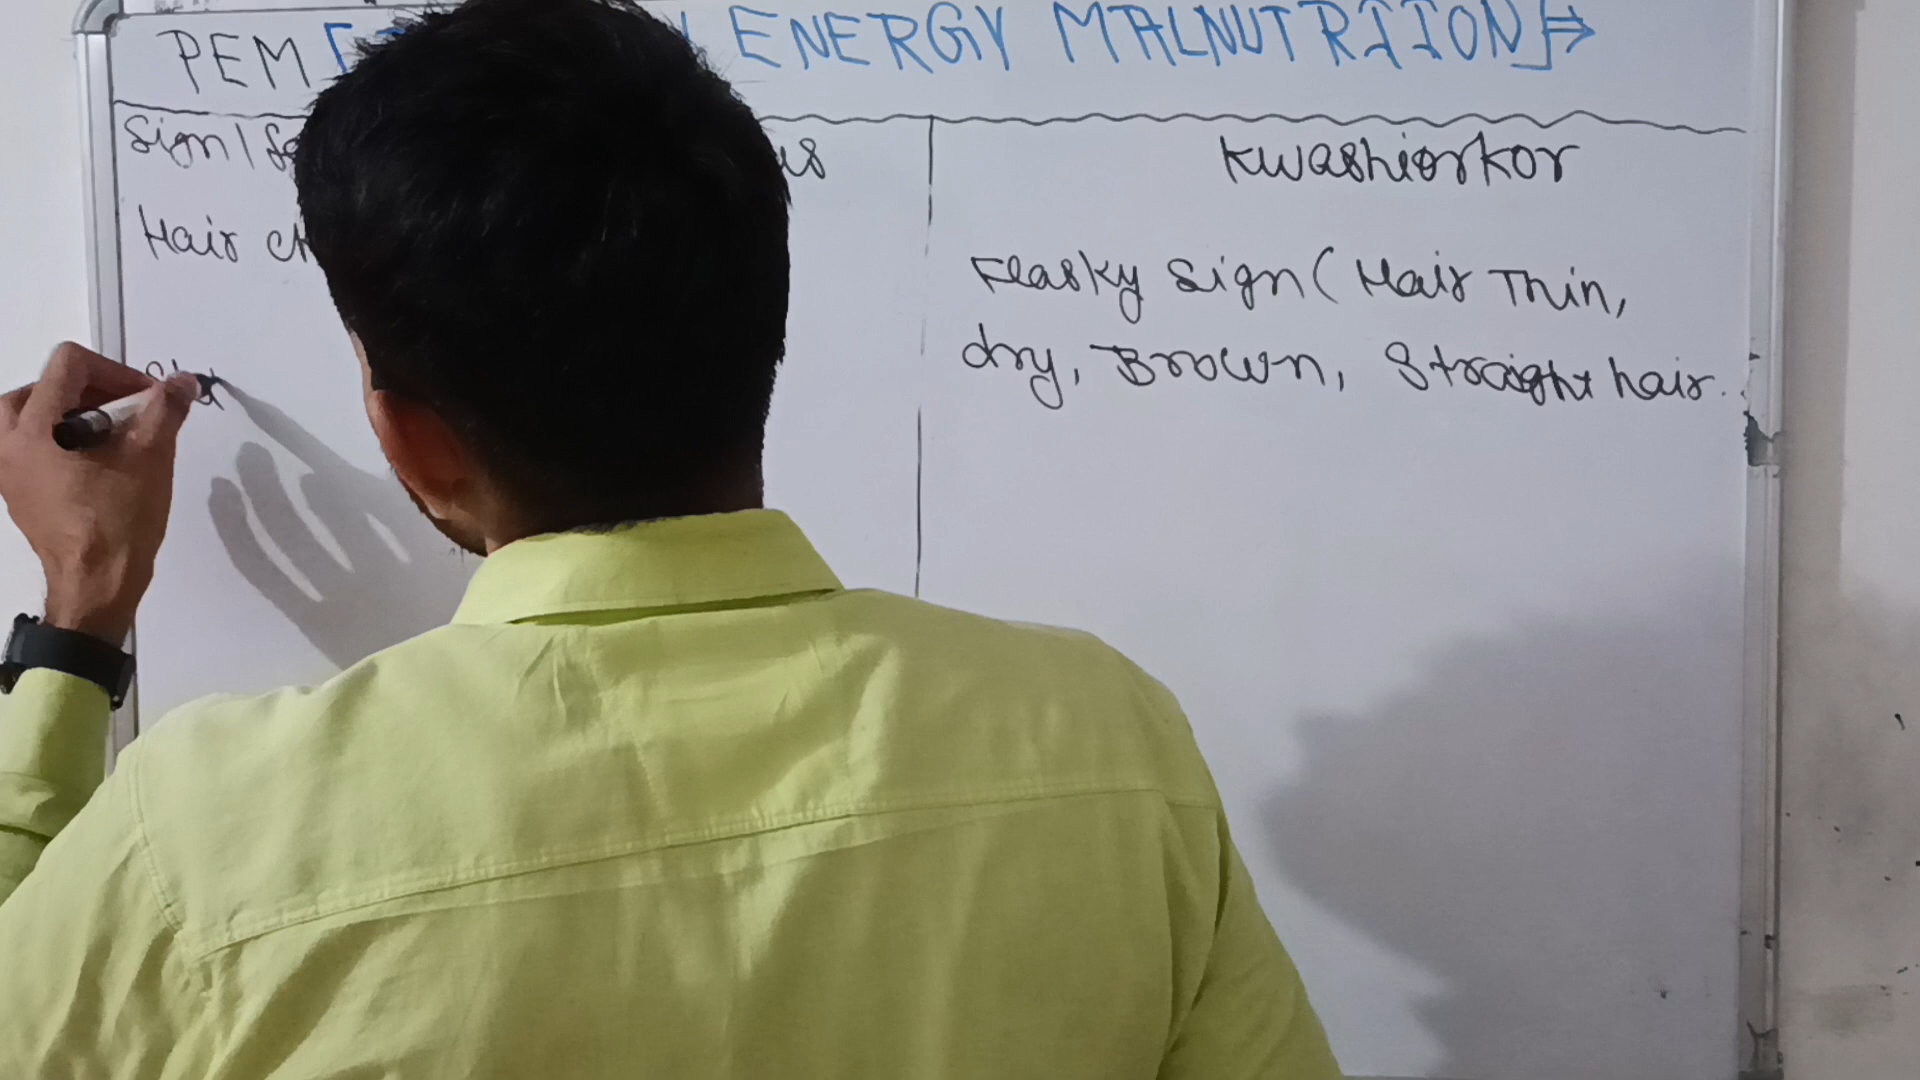 PEM [ ENERGY MALNUTRITION] ⇒
Sign/
Kwashiorkor
Hair
Flasky Sign (Hair Thin,
dry, Brown, Straight hair.